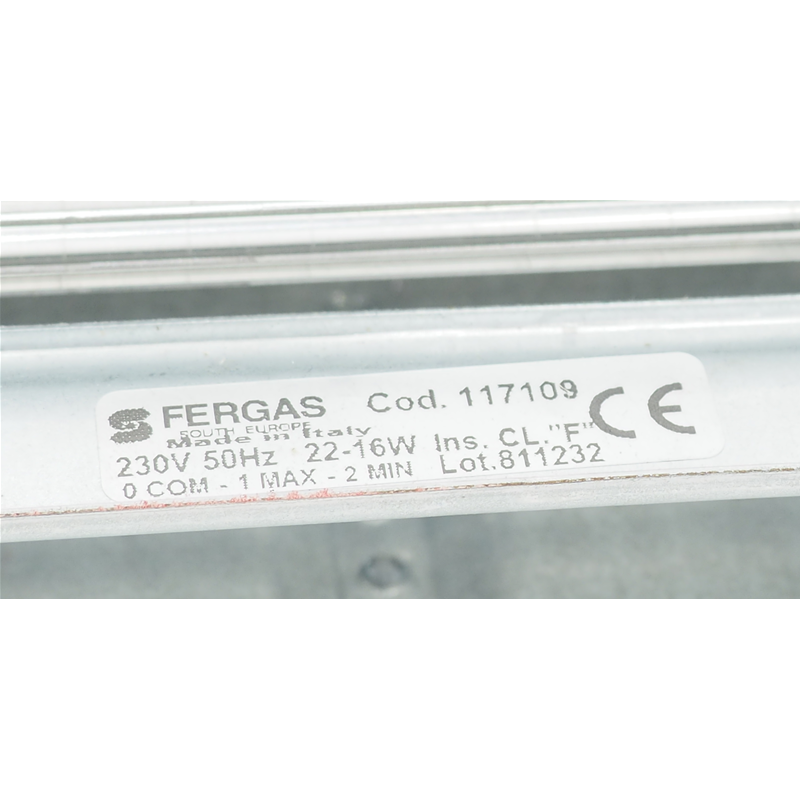 FERGAS Cod. 117109 CE
SOUTH EUROPE
Made in Italy
230V 50Hz 22-16W Ins. CL."F"
0 COM - 1 MAX - 2 MIN Lot.811232